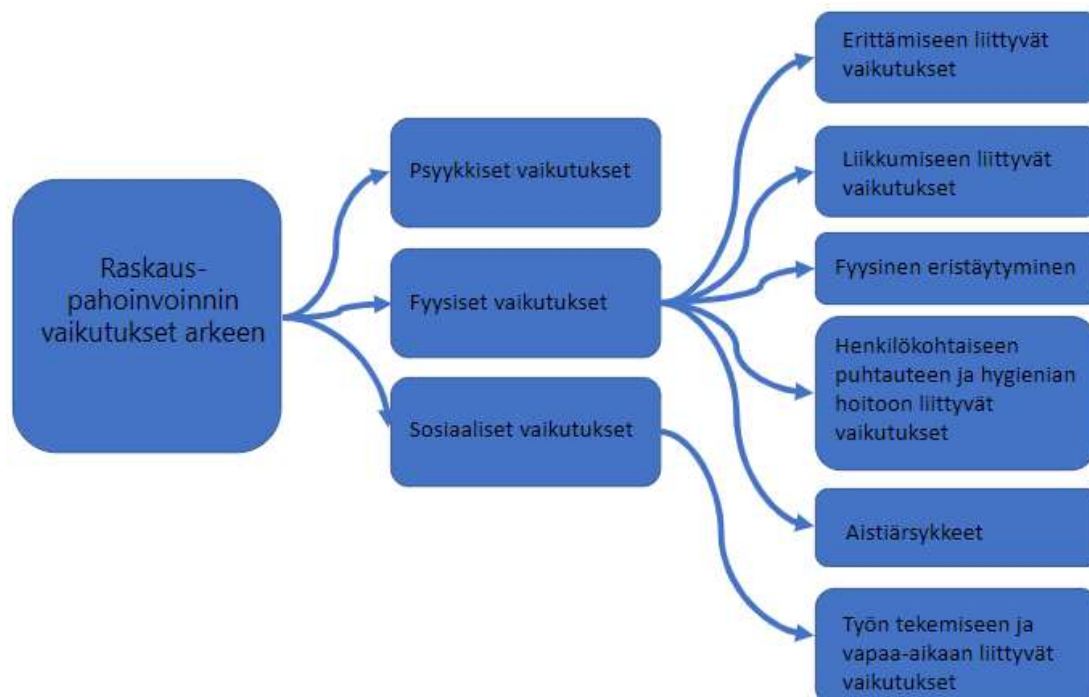 Raskaus-
pahoinvoinnin
vaikutukset arkeen
Psyykkiset vaikutukset
Fyysiset vaikutukset
Sosiaaliset vaikutukset
Erittämiseen liittyvät
vaikutukset
Liikkumiseen liittyvät
vaikutukset
Fyysinen eristäytyminen
Henkilökohtaiseen
puhtauteen ja hygienian
hoitoon liittyvät
vaikutukset
Aistiärsykkeet
Työn tekemiseen ja
vapaa-aikaan liittyvät
vaikutukset